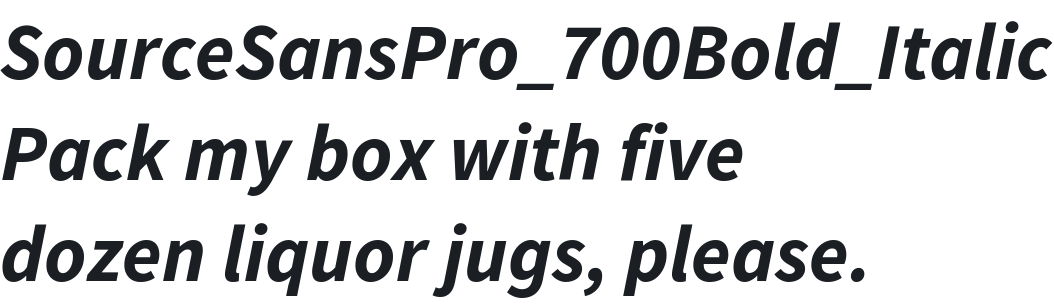 SourceSansPro_700Bold_Italic
Pack my box with five
dozen liquor jugs, please.